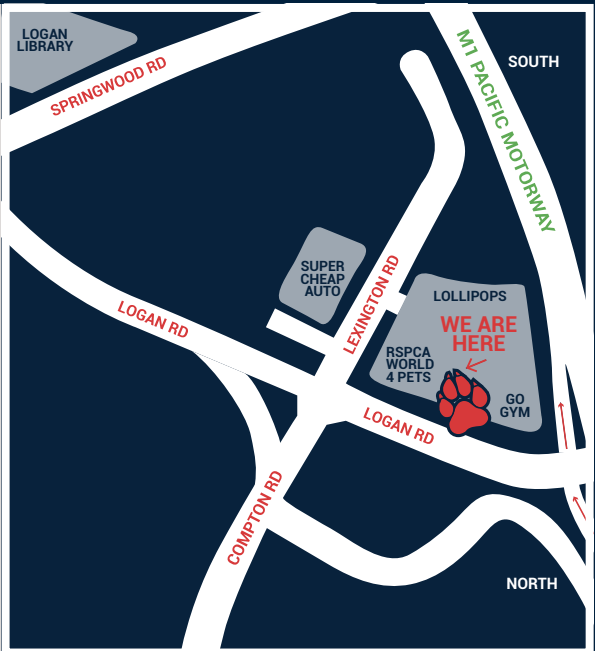 LOGAN
LIBRARY
SPRINGWOOD RD
M1 PACIFIC MOTORWAY
SOUTH
SUPER
CHEAP
AUTO
LEXINGTON RD
LOLLIPOPS
WE ARE
HERE
RSPCA
WORLD
4 PETS
GO
GYM
LOGAN RD
LOGAN RD
COMPTON RD
NORTH